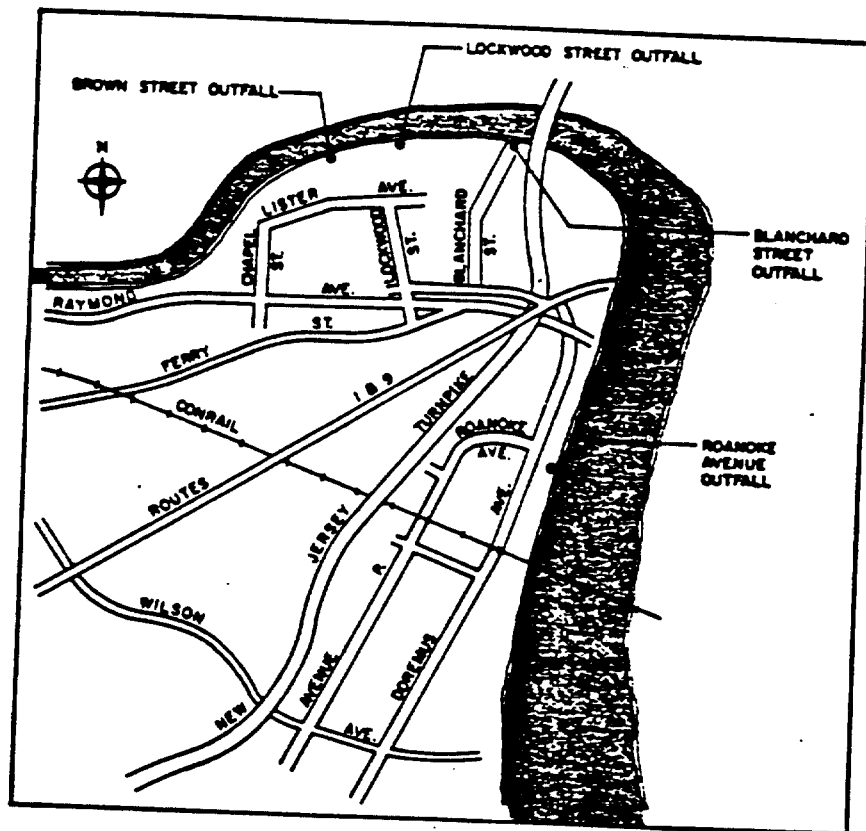 LOCKWOOD STREET OUTFALL
BROWN STREET OUTFALL
N
LISTER AVE.
CHAPEL ST.
LOCKWOOD ST.
BLANCHARD ST.
BLANCHARD
STREET
OUTFALL
RAYMOND AVE.
FERRY ST.
CONRAIL
ROUTES 1 & 9
NEW JERSEY TURNPIKE
ROANOKE
AVE.
ROANOKE
AVENUE
OUTFALL
WILSON AVE.
AVENUE P.
DOREMUS AVE.